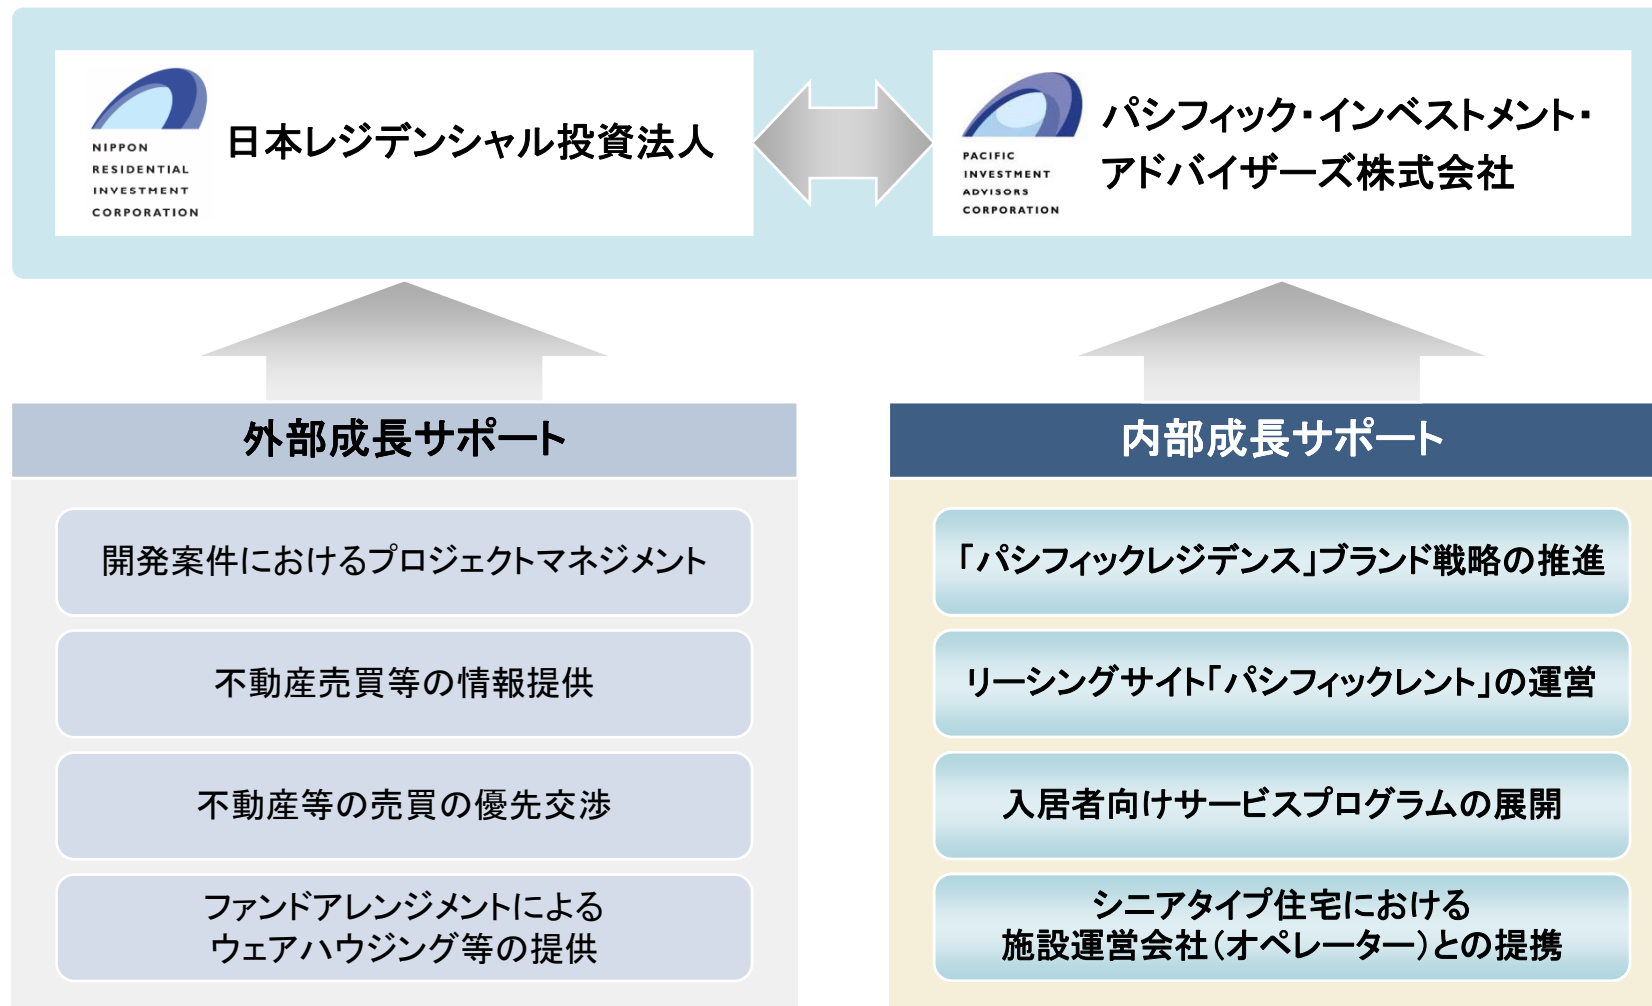 NIPPON
RESIDENTIAL
INVESTMENT
CORPORATION
日本レジデンシャル投資法人
PACIFIC
INVESTMENT
ADVISORS
CORPORATION
パシフィック・インベストメント・
アドバイザーズ株式会社
外部成長サポート
開発案件におけるプロジェクトマネジメント
不動産売買等の情報提供
不動産等の売買の優先交渉
ファンドアレンジメントによる
ウェアハウジング等の提供
内部成長サポート
「パシフィックレジデンス」ブランド戦略の推進
リーシングサイト「パシフィックレント」の運営
入居者向けサービスプログラムの展開
シニアタイプ住宅における
施設運営会社（オペレーター）との提携